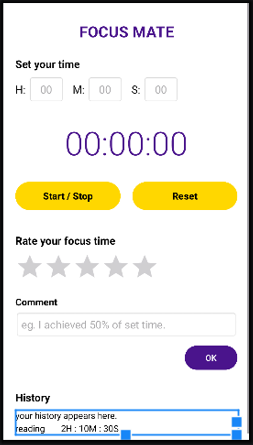 FOCUS MATE
Set your time
H: 00 M: 00 S: 00
00:00:00
Start / Stop Reset
Rate your focus time
Comment
eg. I achieved 50% of set time.
OK
History
your history appears here.
reading 2H : 10M : 30S